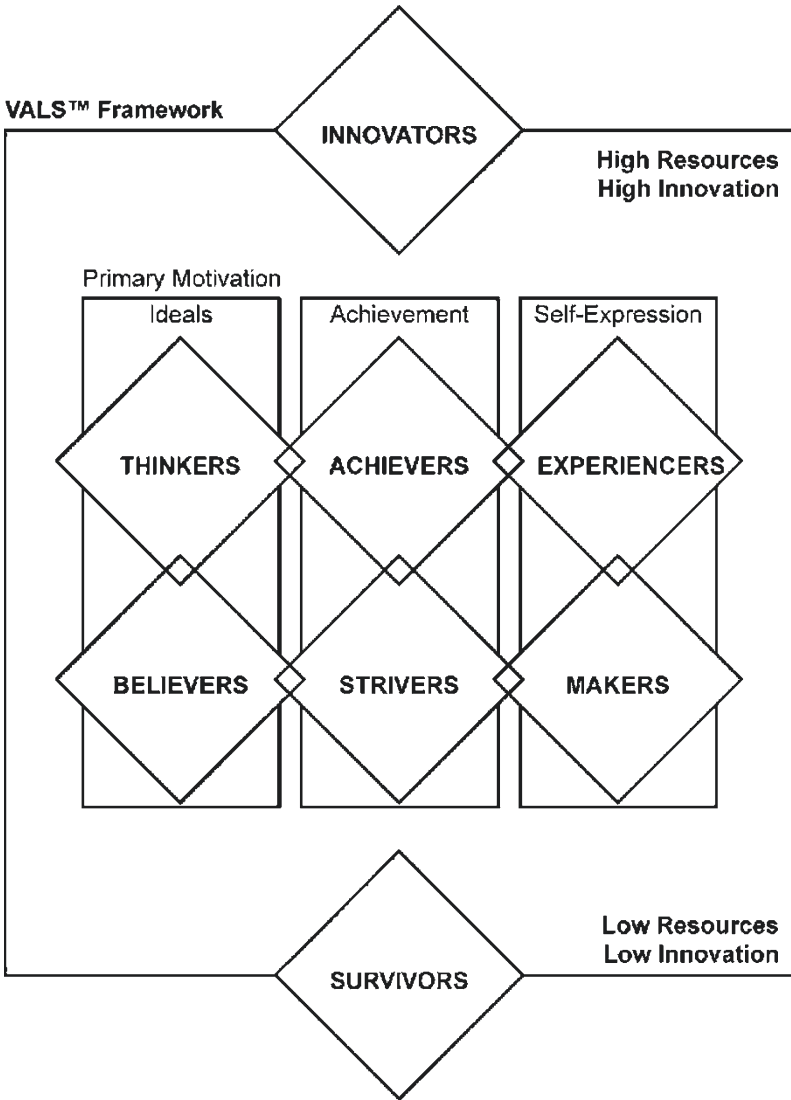 VALS™ Framework
INNOVATORS
High Resources
High Innovation
Primary Motivation
Ideals
Achievement
Self-Expression
THINKERS
ACHIEVERS
EXPERIENCERS
BELIEVERS
STRIVERS
MAKERS
Low Resources
Low Innovation
SURVIVORS